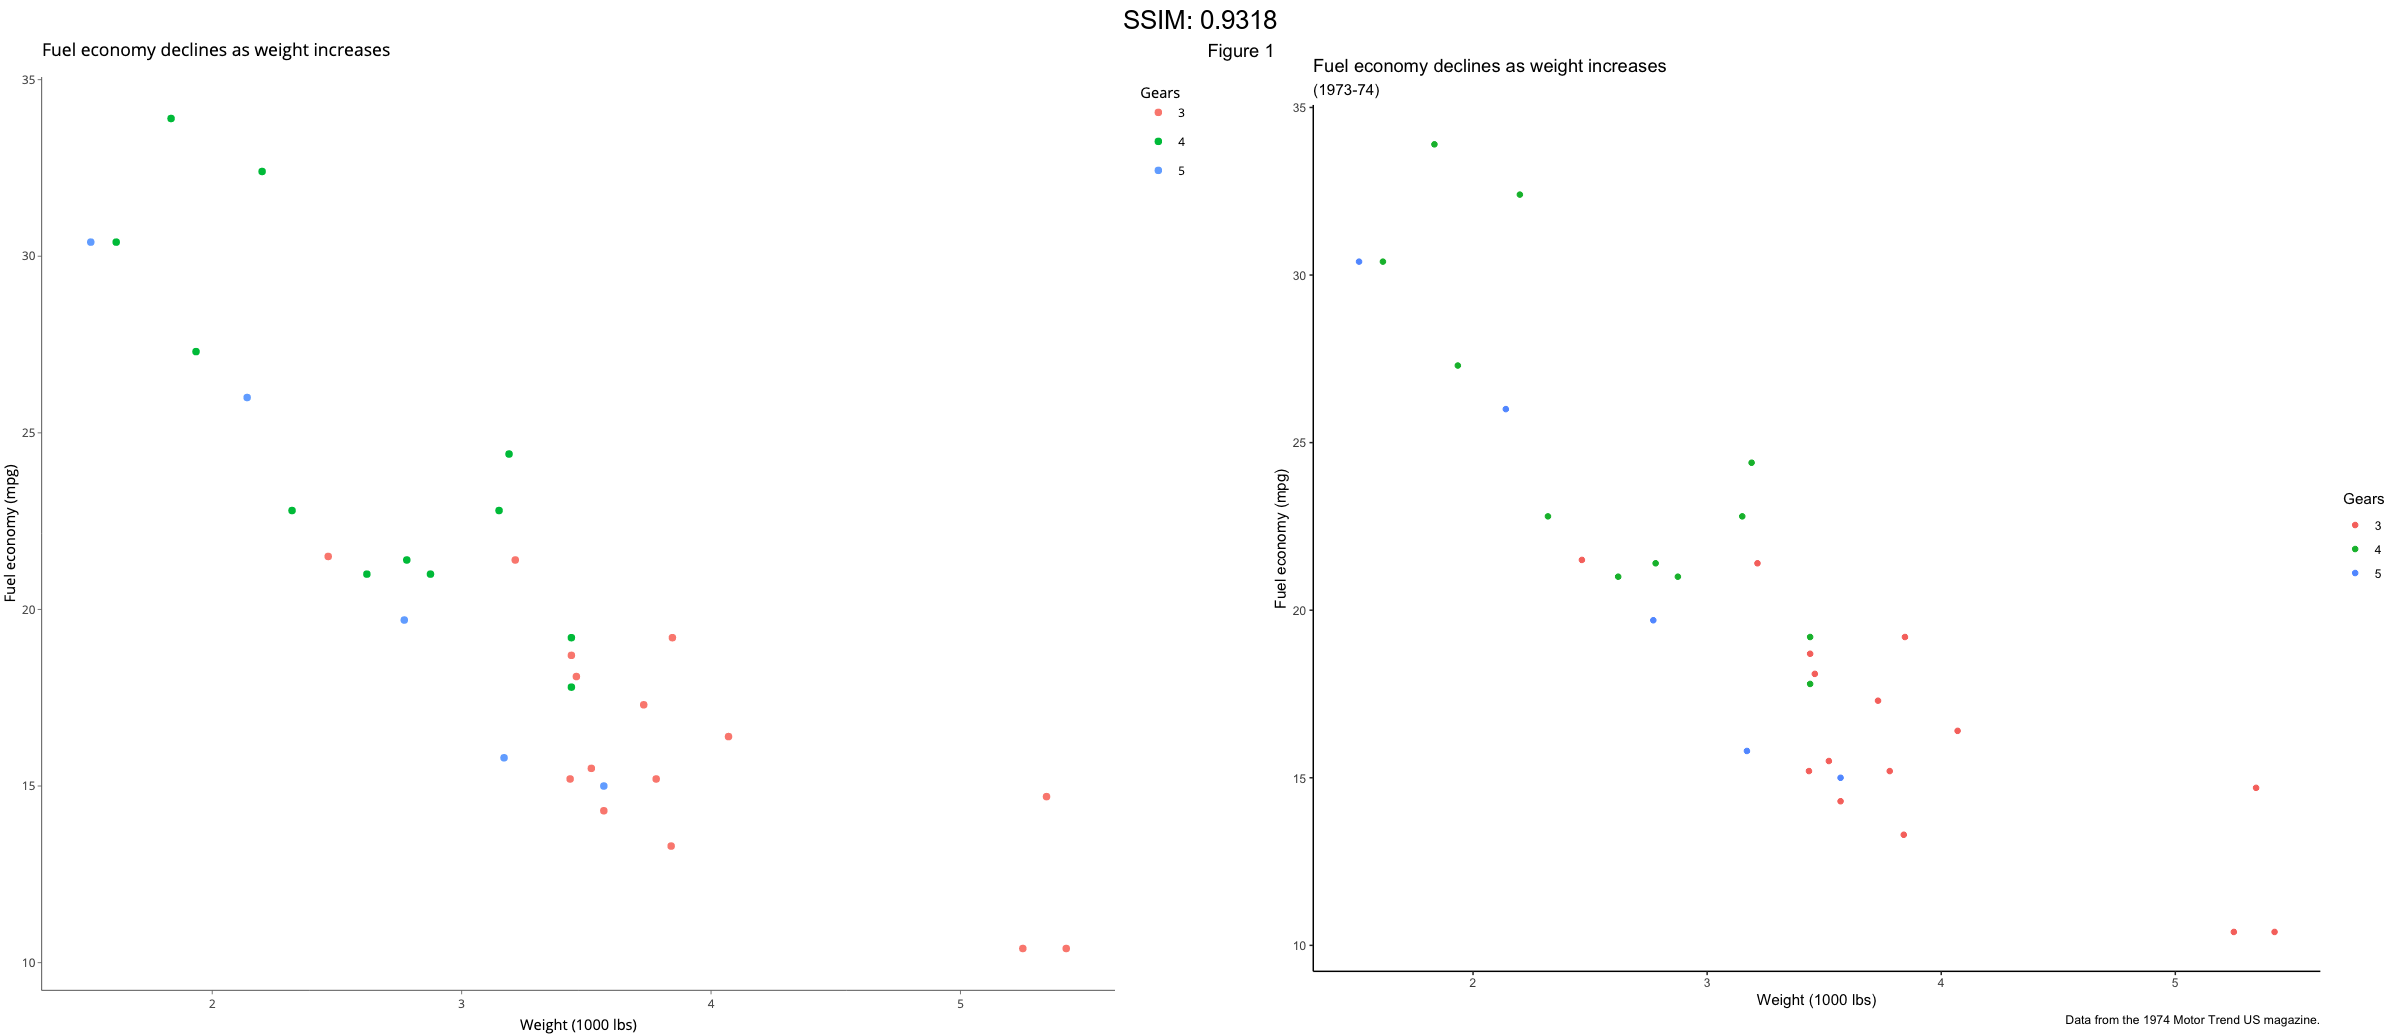 SSIM: 0.9318
Fuel economy declines as weight increases
35
30
25
20
15
10
Fuel economy (mpg)
2 3 4 5
Weight (1000 lbs)
Gears
3
4
5
Figure 1
Fuel economy declines as weight increases
(1973-74)
35
30
25
20
15
10
Fuel economy (mpg)
2 3 4 5
Weight (1000 lbs)
Gears
3
4
5
Data from the 1974 Motor Trend US magazine.